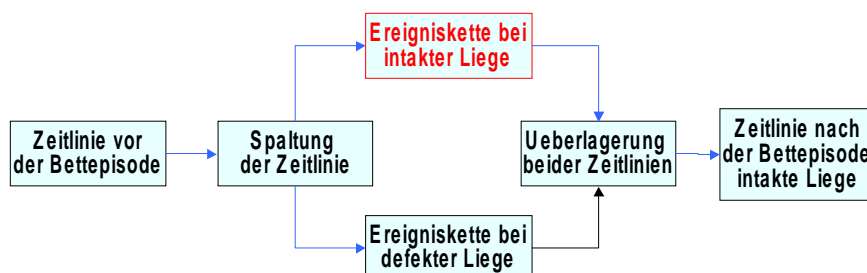 Ereigniskette bei
intakter Liege
Zeitlinie vor
der Bettepisode
Spaltung
der Zeitlinie
Ueberlagerung
beider Zeitlinien
Zeitlinie nach
der Bettepisode
intakte Liege
Ereigniskette bei
defekter Liege